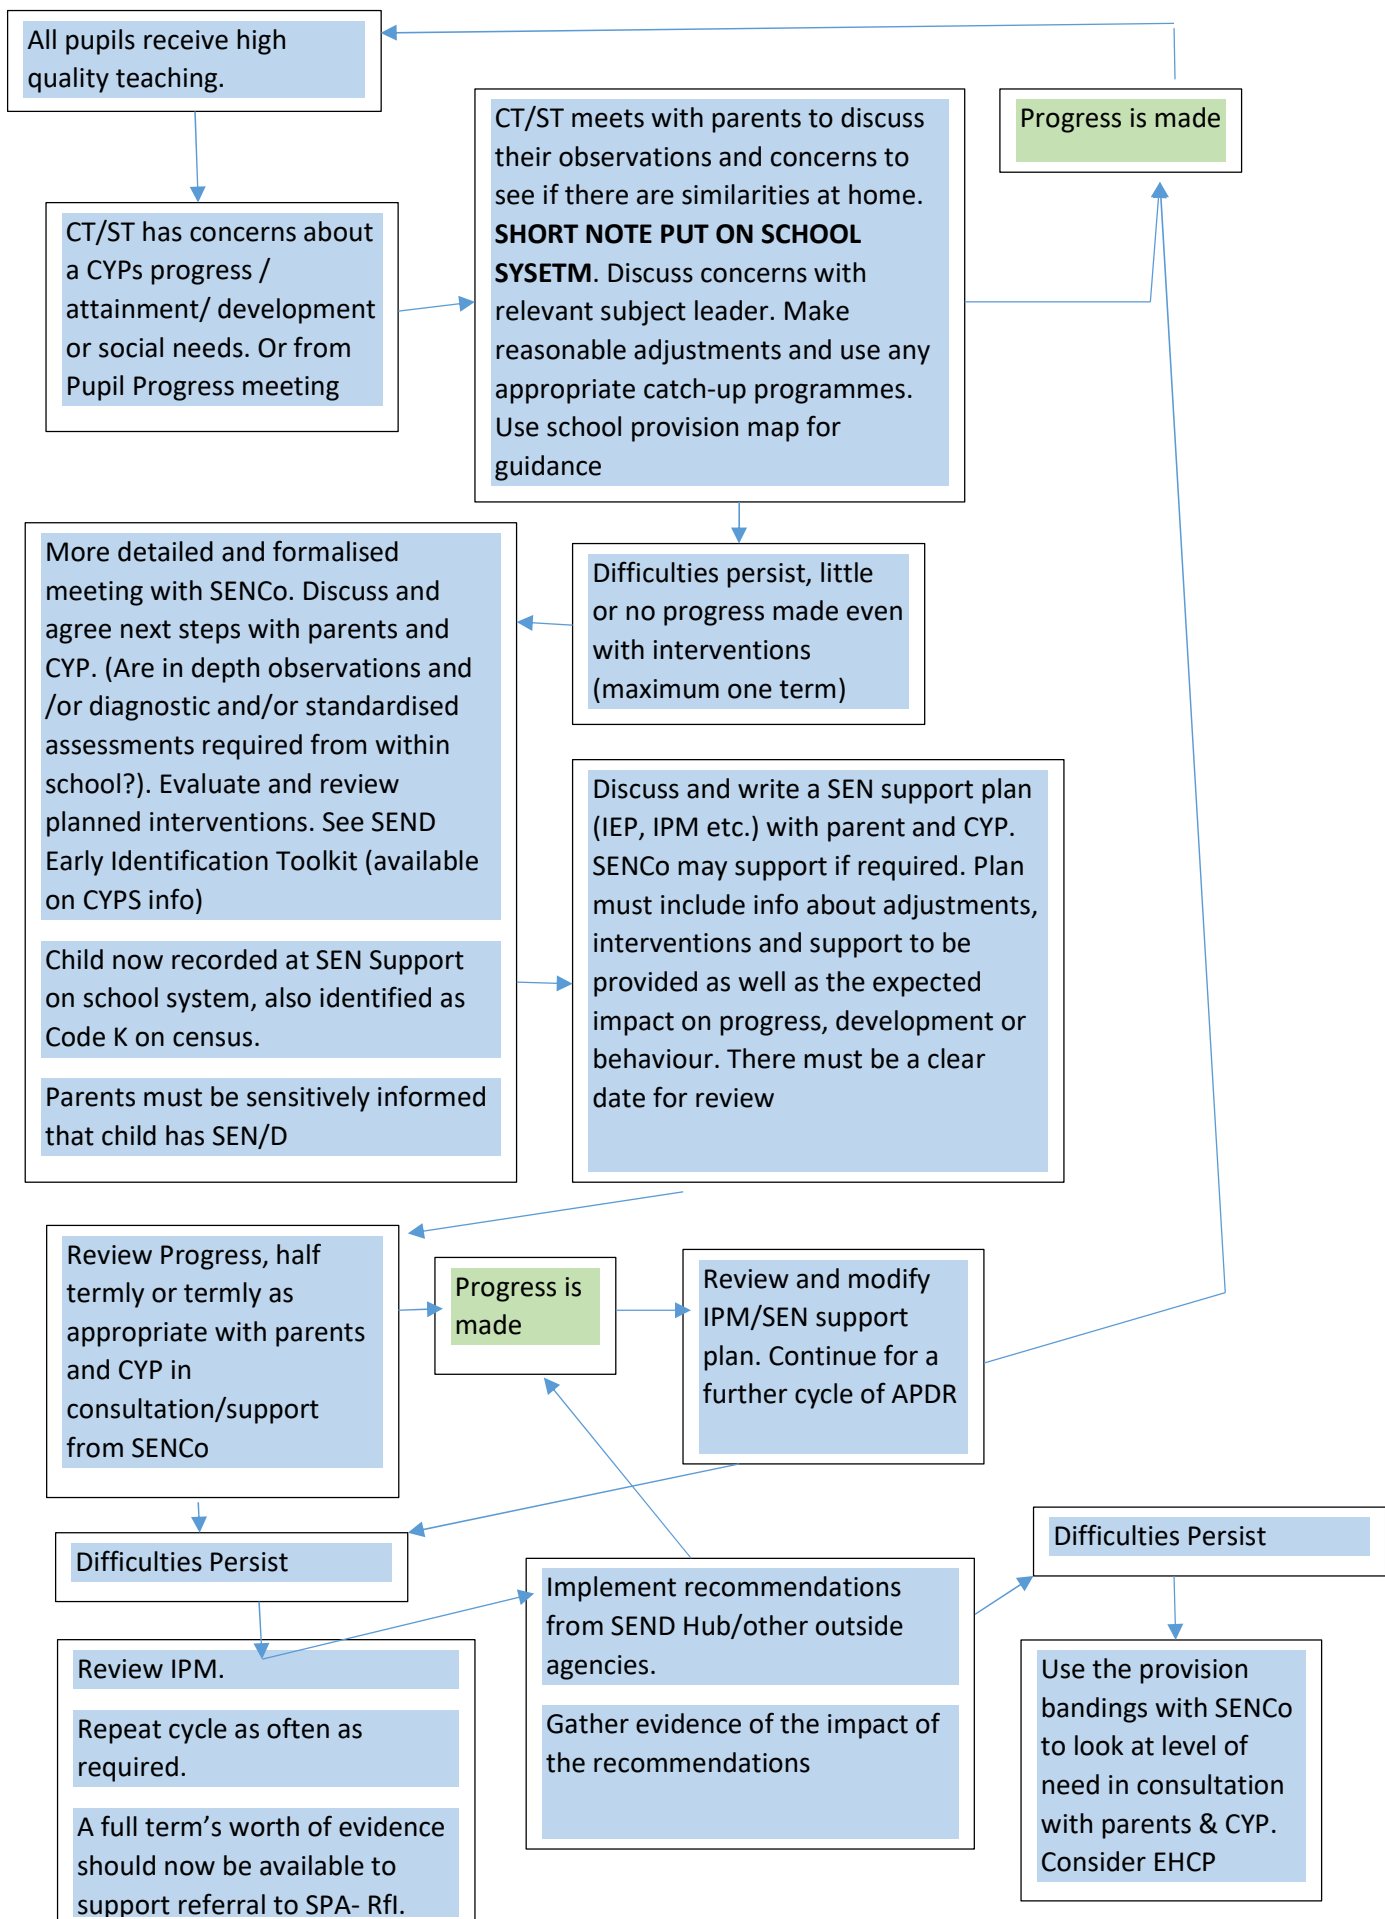 All pupils receive high
quality teaching.
Progress is made
CT/ST has concerns about
a CYPs progress /
attainment/ development
or social needs. Or from
Pupil Progress meeting
CT/ST meets with parents to discuss
their observations and concerns to
see if there are similarities at home.
SHORT NOTE PUT ON SCHOOL
SYSETM. Discuss concerns with
relevant subject leader. Make
reasonable adjustments and use any
appropriate catch-up programmes.
Use school provision map for
guidance
Difficulties persist, little
or no progress made even
with interventions
(maximum one term)
More detailed and formalised
meeting with SENCo. Discuss and
agree next steps with parents and
CYP. (Are in depth observations and
/or diagnostic and/or standardised
assessments required from within
school?). Evaluate and review
planned interventions. See SEND
Early Identification Toolkit (available
on CYPS info)
Child now recorded at SEN Support
on school system, also identified as
Code K on census.
Parents must be sensitively informed
that child has SEN/D
Discuss and write a SEN support plan
(IEP, IPM etc.) with parent and CYP.
SENCo may support if required. Plan
must include info about adjustments,
interventions and support to be
provided as well as the expected
impact on progress, development or
behaviour. There must be a clear
date for review
Review Progress, half
termly or termly as
appropriate with parents
and CYP in
consultation/support
from SENCo
Progress is
made
Review and modify
IPM/SEN support
plan. Continue for a
further cycle of APDR
Difficulties Persist
Review IPM.
Repeat cycle as often as
required.
A full term’s worth of evidence
should now be available to
support referral to SPA- RfI.
Implement recommendations
from SEND Hub/other outside
agencies.
Gather evidence of the impact of
the recommendations
Difficulties Persist
Use the provision
bandings with SENCo
to look at level of
need in consultation
with parents & CYP.
Consider EHCP